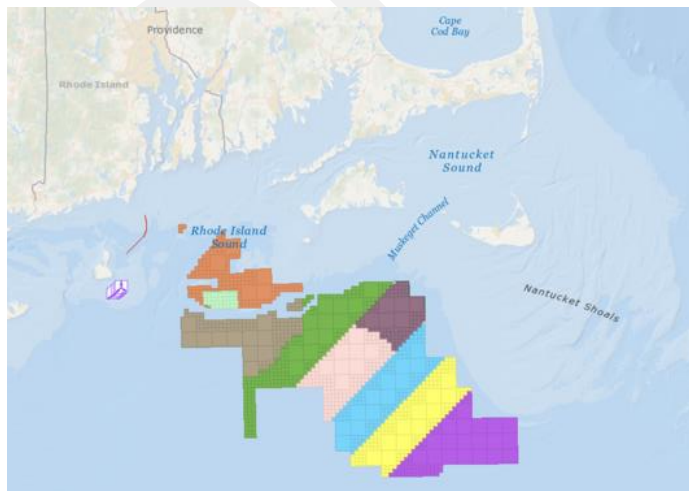 Cape
Cod Bay
Providence
Rhode Island
Nantucket
Sound
Muskeget Channel
Rhode Island
Sound
Nantucket Shoals